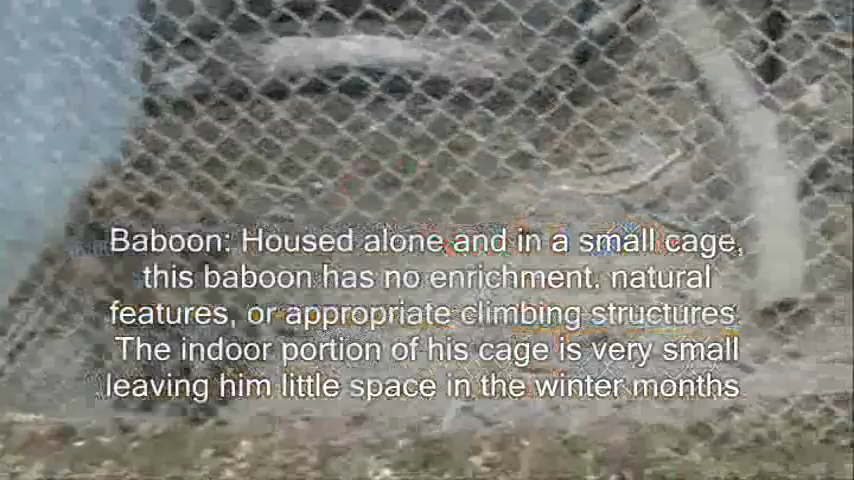 Baboon: Housed alone and in a small cage,
this baboon has no enrichment. natural
features, or appropriate climbing structures.
The indoor portion of his cage is very small
leaving him little space in the winter months